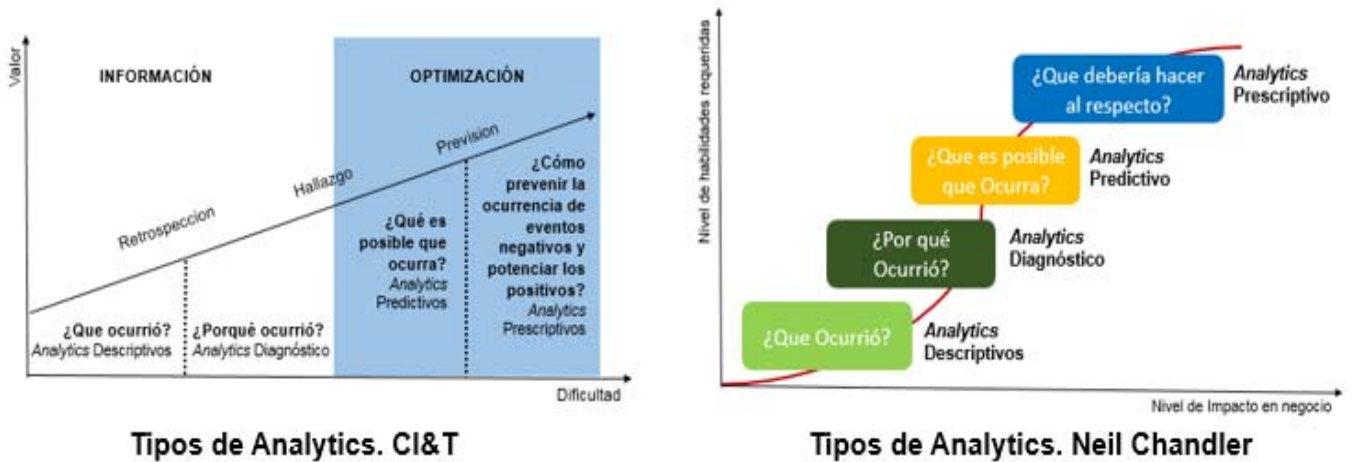 Valor
INFORMACIÓN
OPTIMIZACIÓN
Retrospeccion
Hallazgo
Prevision
¿Que ocurrió?
Analytics Descriptivos
¿Porqué ocurrió?
Analytics Diagnóstico
¿Qué es
posible que
ocurra?
Analytics
Predictivos
¿Cómo
prevenir la
ocurrencia de
eventos
negativos y
potenciar los
positivos?
Analytics
Prescriptivos
Dificultad
Tipos de Analytics. CI&T
Nivel de habilidades requeridas
¿Que debería hacer
al respecto?
Analytics
Prescriptivo
¿Que es posible
que Ocurra?
Analytics
Predictivo
¿Por qué
Ocurrió?
Analytics
Diagnóstico
¿Que Ocurrió?
Analytics
Descriptivos
Nivel de Impacto en negocio
Tipos de Analytics. Neil Chandler